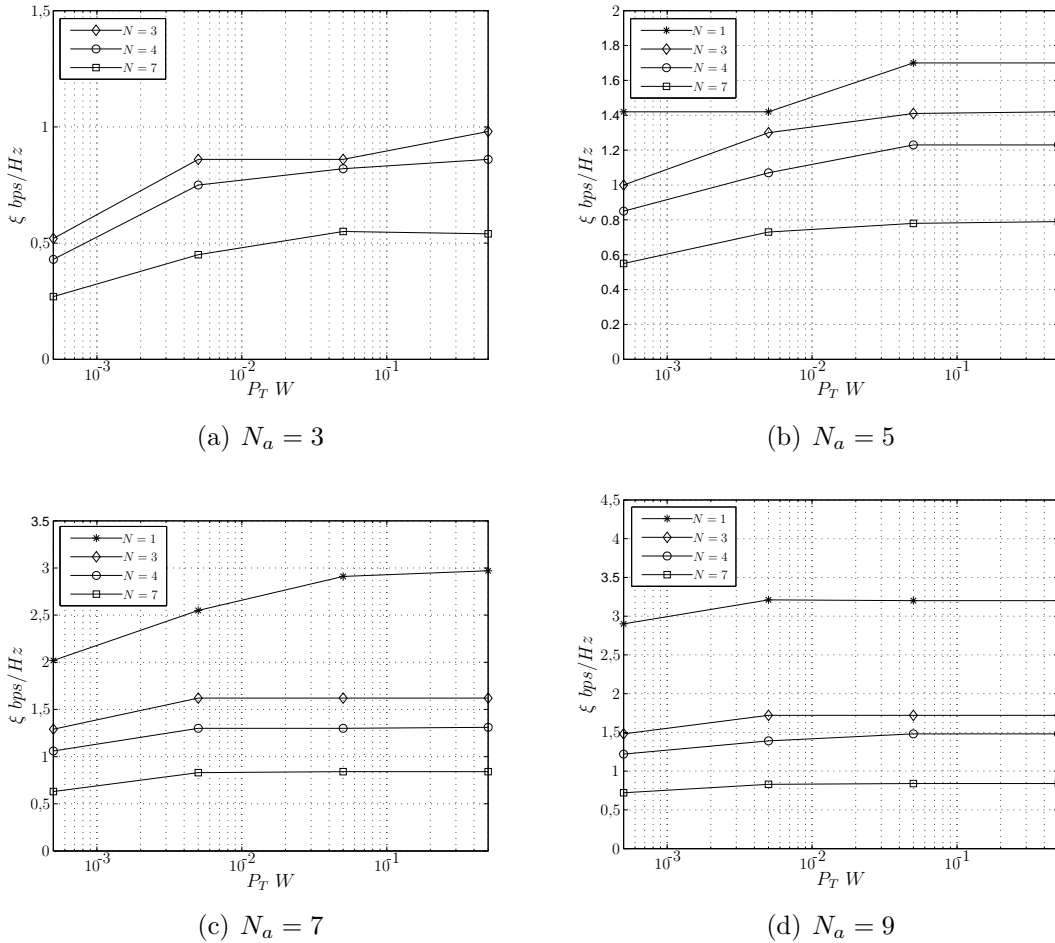 1,5
1
0,5
0
ξ bps/Hz
N = 3
N = 4
N = 7
10^-3
10^-2
10^-1
P_T W
(a) N_a = 3
2
1.8
1.6
1.4
1.2
1
0.8
0.6
0.4
0.2
0
ξ bps/Hz
N = 1
N = 3
N = 4
N = 7
10^-3
10^-2
10^-1
P_T W
(b) N_a = 5
3.5
3
2,5
2
1,5
1
0,5
0
ξ bps/Hz
N = 1
N = 3
N = 4
N = 7
10^-3
10^-2
10^-1
P_T W
(c) N_a = 7
4,5
4
3,5
3
2,5
2
1,5
1
0,5
0
ξ bps/Hz
N = 1
N = 3
N = 4
N = 7
10^-3
10^-2
10^-1
P_T W
(d) N_a = 9